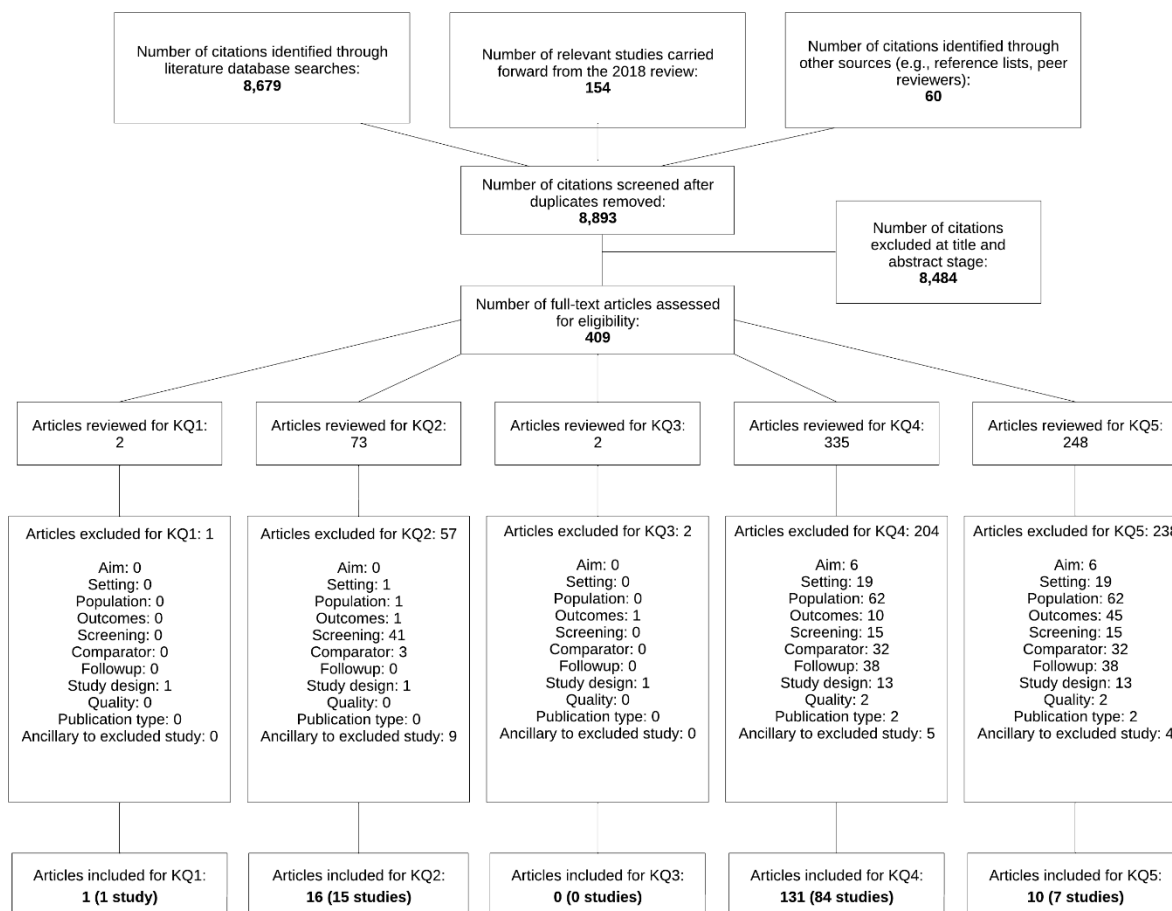 Number of citations identified through
literature database searches:
8,679
Number of relevant studies carried
forward from the 2018 review:
154
Number of citations identified through
other sources (e.g., reference lists, peer
reviewers):
60
Number of citations screened after
duplicates removed:
8,893
Number of citations
excluded at title and
abstract stage:
8,484
Number of full-text articles assessed
for eligibility:
409
Articles reviewed for KQ1:
2
Articles reviewed for KQ2:
73
Articles reviewed for KQ3:
2
Articles reviewed for KQ4:
335
Articles reviewed for KQ5:
248
Articles excluded for KQ1: 1
Aim: 0
Setting: 0
Population: 0
Outcomes: 0
Screening: 0
Comparator: 0
Followup: 0
Study design: 1
Quality: 0
Publication type: 0
Ancillary to excluded study: 0
Articles excluded for KQ2: 57
Aim: 0
Setting: 1
Population: 1
Outcomes: 1
Screening: 41
Comparator: 3
Followup: 0
Study design: 1
Quality: 0
Publication type: 0
Ancillary to excluded study: 9
Articles excluded for KQ3: 2
Aim: 0
Setting: 0
Population: 0
Outcomes: 1
Screening: 0
Comparator: 0
Followup: 0
Study design: 1
Quality: 0
Publication type: 0
Ancillary to excluded study: 0
Articles excluded for KQ4: 204
Aim: 6
Setting: 19
Population: 62
Outcomes: 10
Screening: 15
Comparator: 32
Followup: 38
Study design: 13
Quality: 2
Publication type: 2
Ancillary to excluded study: 5
Articles excluded for KQ5: 238
Aim: 6
Setting: 19
Population: 62
Outcomes: 45
Screening: 15
Comparator: 32
Followup: 38
Study design: 13
Quality: 2
Publication type: 2
Ancillary to excluded study: 4
Articles included for KQ1:
1 (1 study)
Articles included for KQ2:
16 (15 studies)
Articles included for KQ3:
0 (0 studies)
Articles included for KQ4:
131 (84 studies)
Articles included for KQ5:
10 (7 studies)